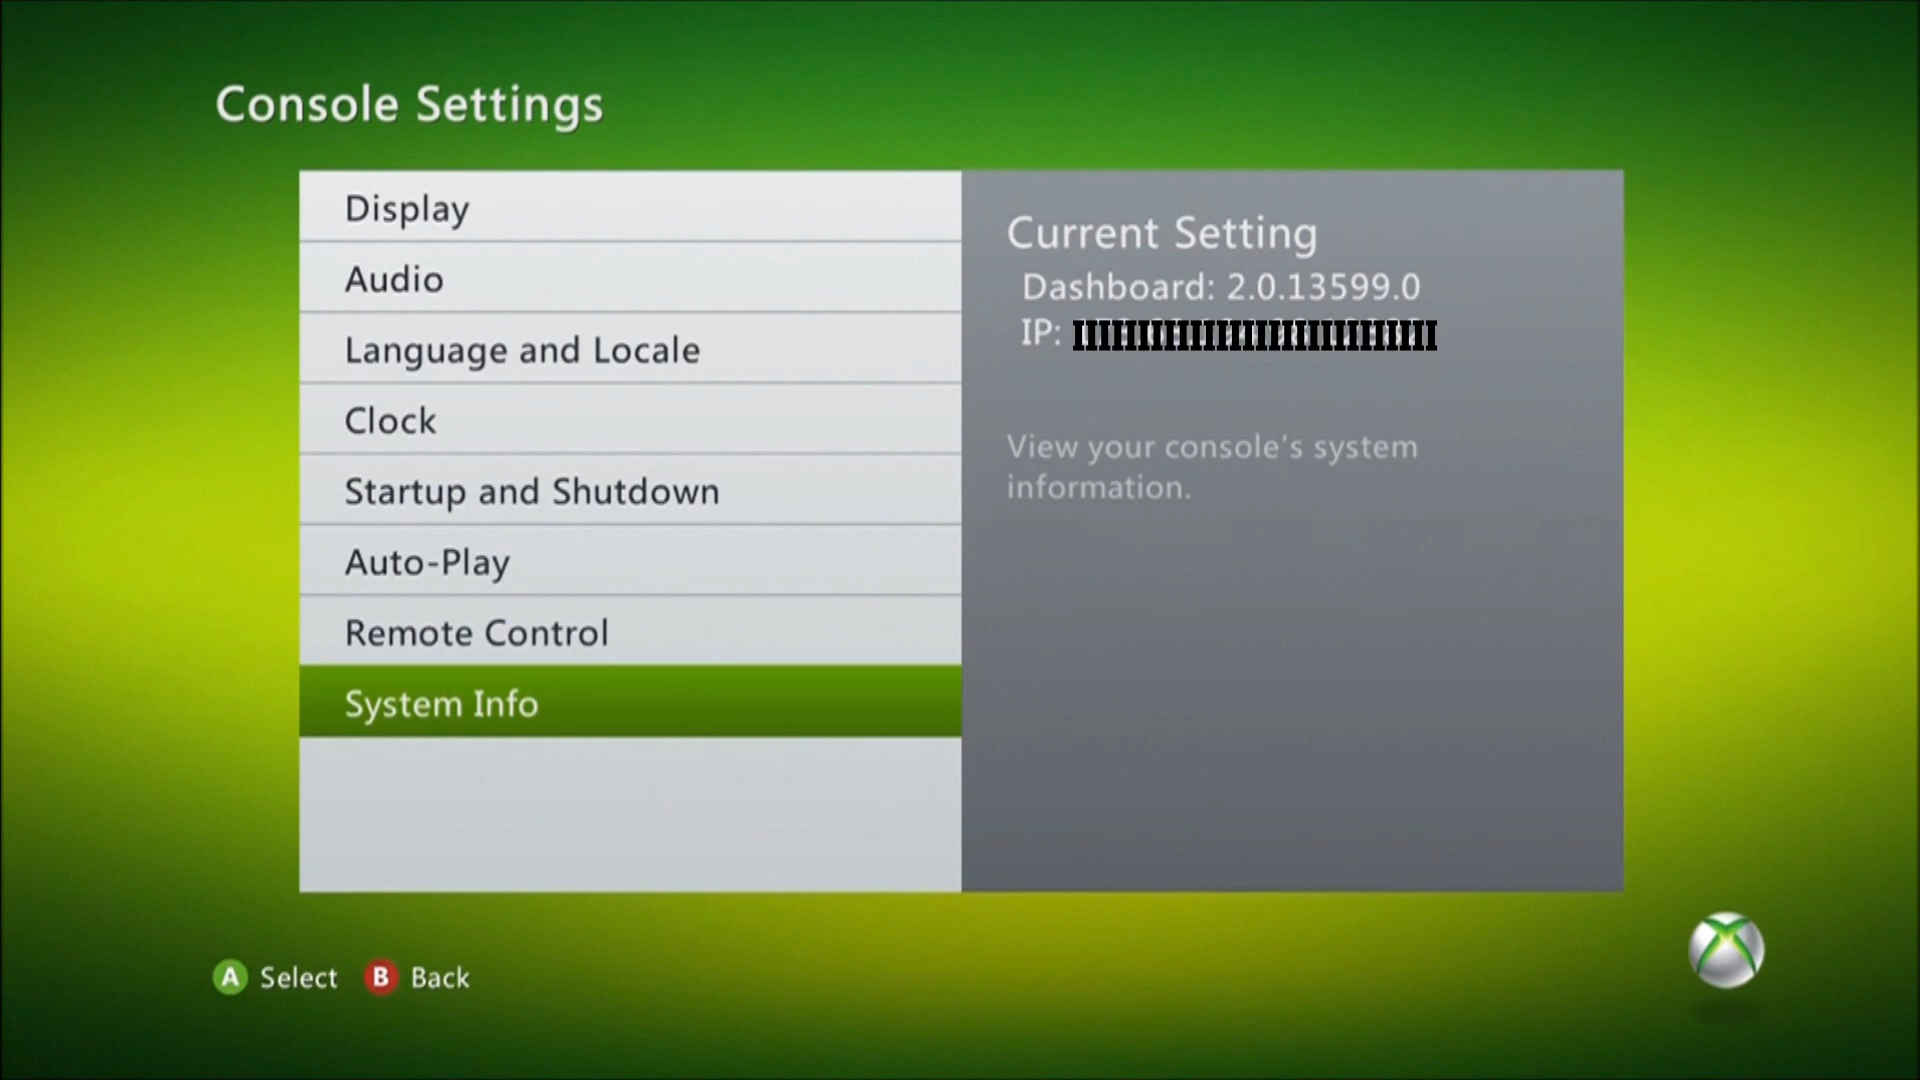 Console Settings
Display
Audio
Language and Locale
Clock
Startup and Shutdown
Auto-Play
Remote Control
System Info
Current Setting
Dashboard: 2.0.13599.0
IP:
View your console's system
information.
A Select B Back